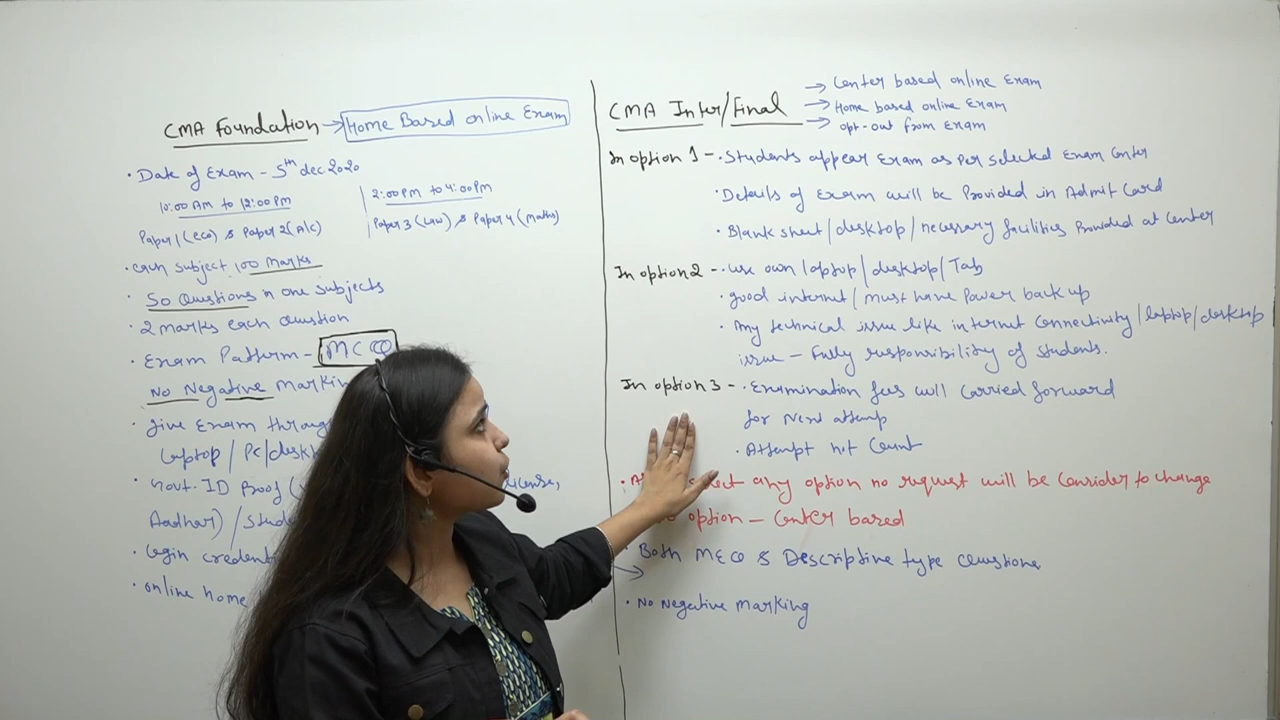 CMA Foundation → Home Based online Exam
• Date of Exam - 5th dec 2020
10:00 AM to 12:00 PM
2:00 PM to 4:00 PM
Paper 1 (eco) & Paper 2 (A/c)
Paper 3 (Law) & Paper 4 (Maths)
• each subject 100 Marks
• 50 Questions in one subjects
• 2 marks each Question
• Exam Pattern - MCQ
No Negative Marking
• give Exam throug
laptop / Pc/deskt
• Govt. ID Proof (
license,
Aadhar) / Stude
• login credent
• online home
CMA Inter/Final
→ Center based online Exam
→ Home based online Exam
→ opt-out from Exam
In option 1 - • Students appear Exam as per selected Exam Center
• Details of Exam will be Provided in Admit Card
• Blank sheet/desktop/necessary facilities Provided at Center
In option 2 - • use own laptop/desktop/Tab
• good internet/must have Power back up
• Any technical issue like internet Connectivity/laptop/desktop
issue - Fully responsibility of students.
In option 3 - • Examination fees will Carried forward
for Next attemp
• Attempt not Count
any option no request will be Consider to change
option - Center based
• Both MCQ & Descriptive type Questions
• No Negative Marking